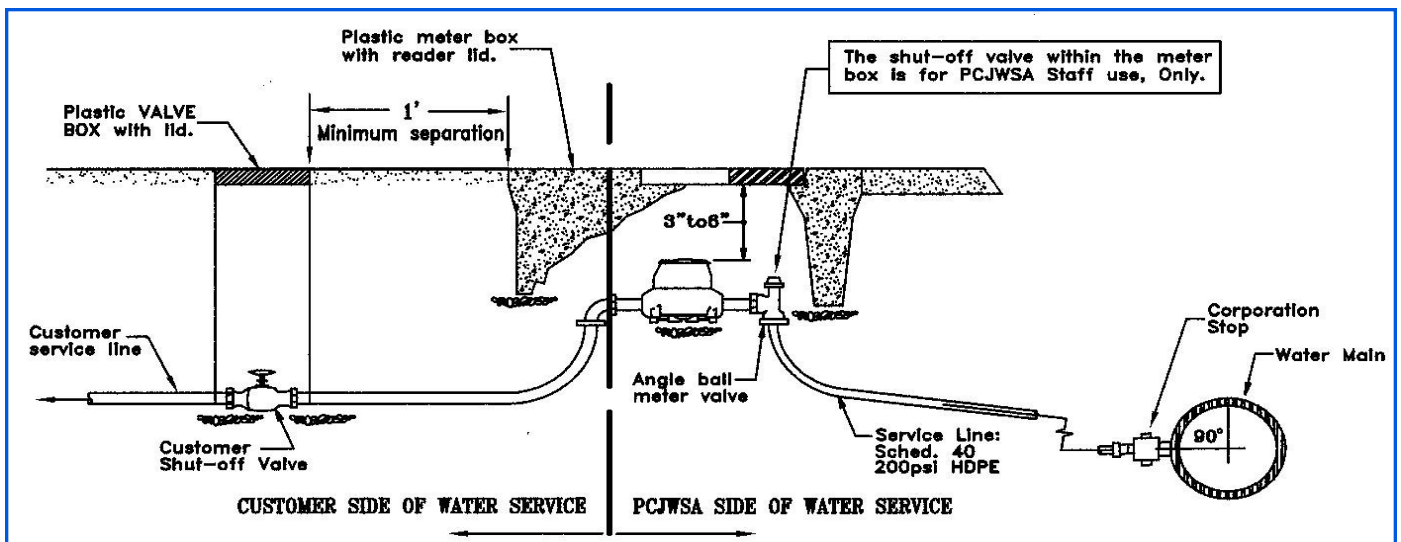 Plastic meter box
with reader lid.
The shut-off valve within the meter
box is for PCJWSA Staff use, Only.
Plastic VALVE
BOX with lid.
1'
Minimum separation
3"to6"
Customer
service line
Corporation
Stop
Water Main
Angle ball
meter valve
90°
Service Line:
Sched. 40
200psi HDPE
Customer
Shut-off Valve
CUSTOMER SIDE OF WATER SERVICE
PCJWSA SIDE OF WATER SERVICE